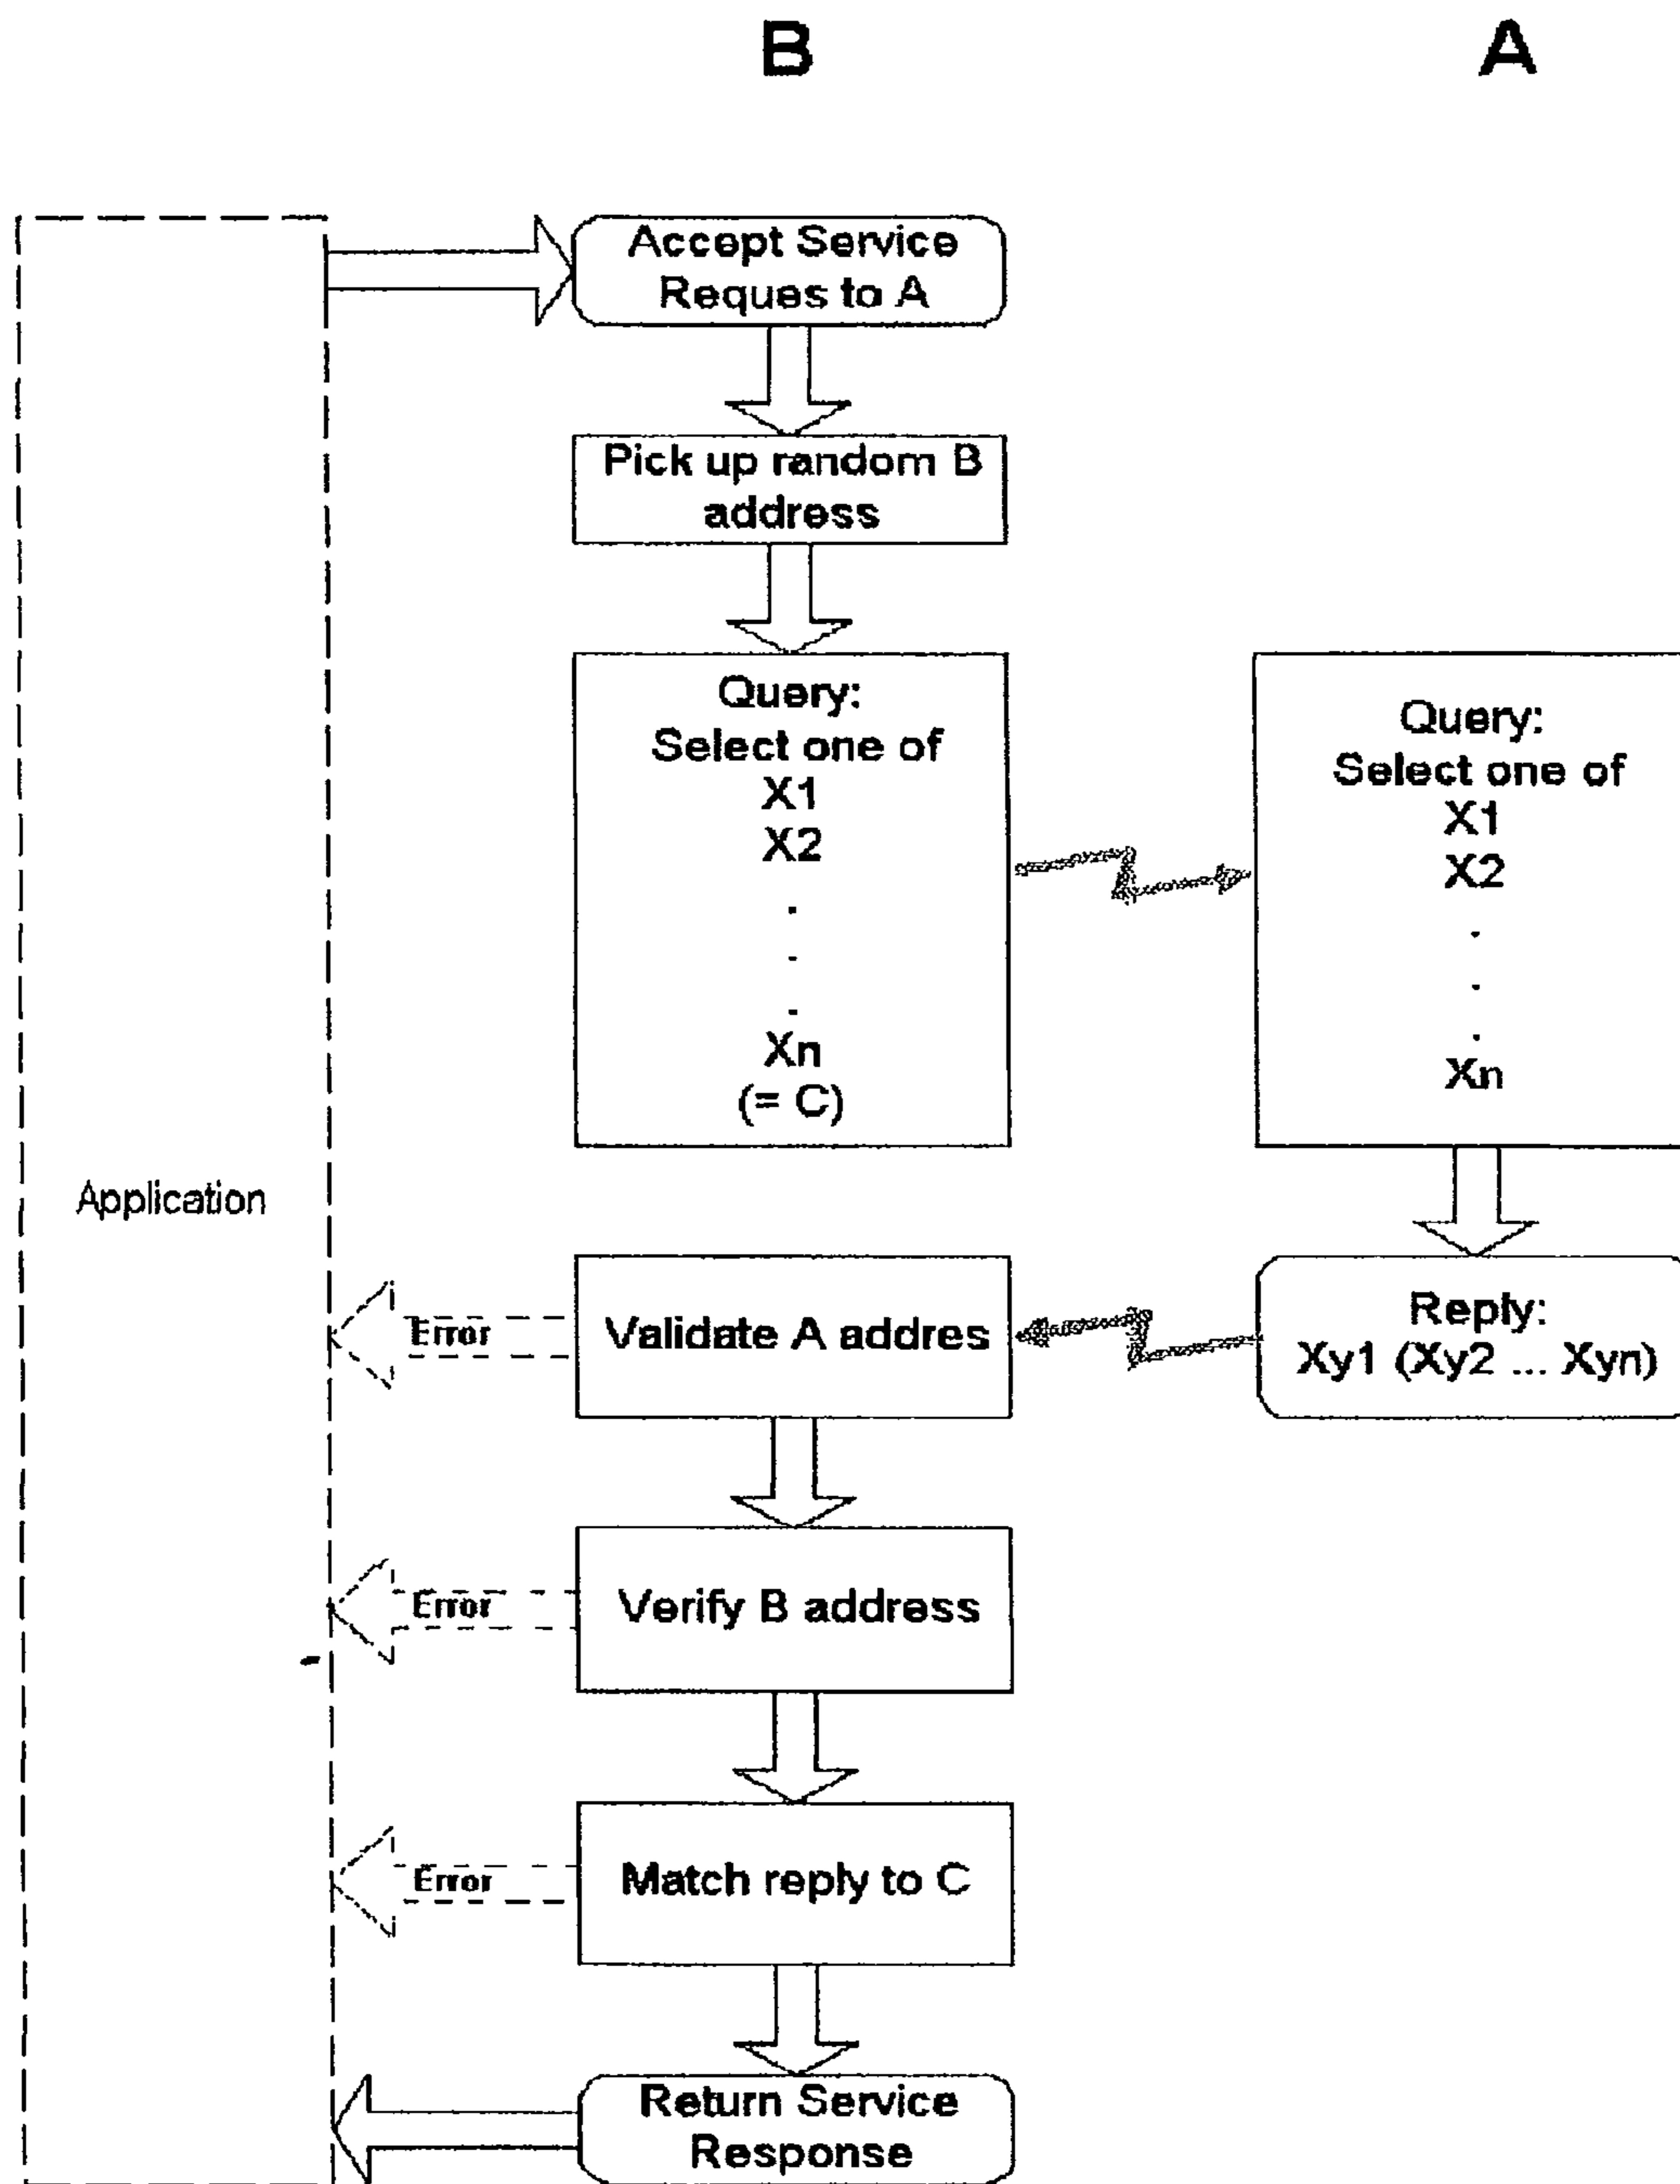 B
A
Accept Service
Reques to A
Pick up random B
address
Query:
Select one of
X1
X2
.
.
.
Xn
(= C)
Query:
Select one of
X1
X2
.
.
.
Xn
Application
Error
Validate A addres
Reply:
Xy1 (Xy2 ... Xyn)
Error
Verify B address
Error
Match reply to C
Return Service
Response